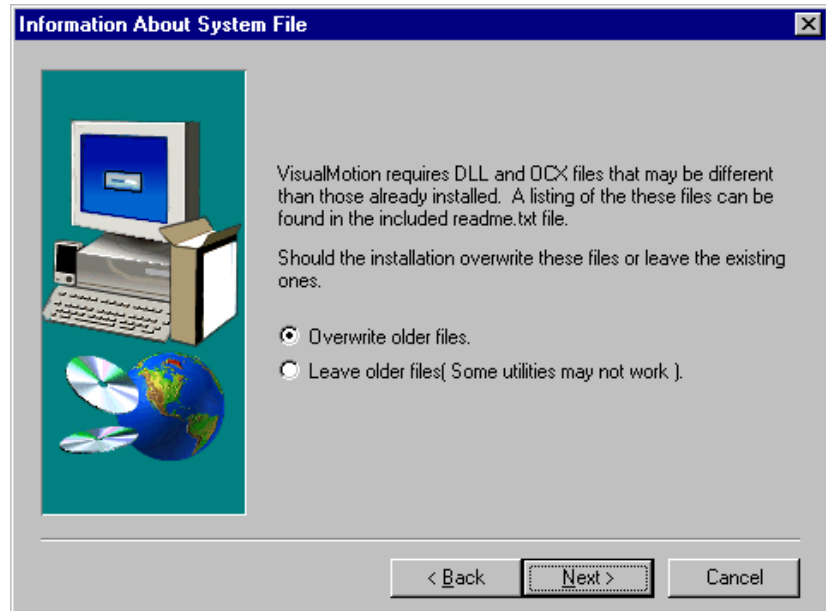 Information About System File
VisualMotion requires DLL and OCX files that may be different
than those already installed. A listing of the these files can be
found in the included readme.txt file.
Should the installation overwrite these files or leave the existing
ones.
Overwrite older files.
Leave older files( Some utilities may not work ).
< Back
Next >
Cancel